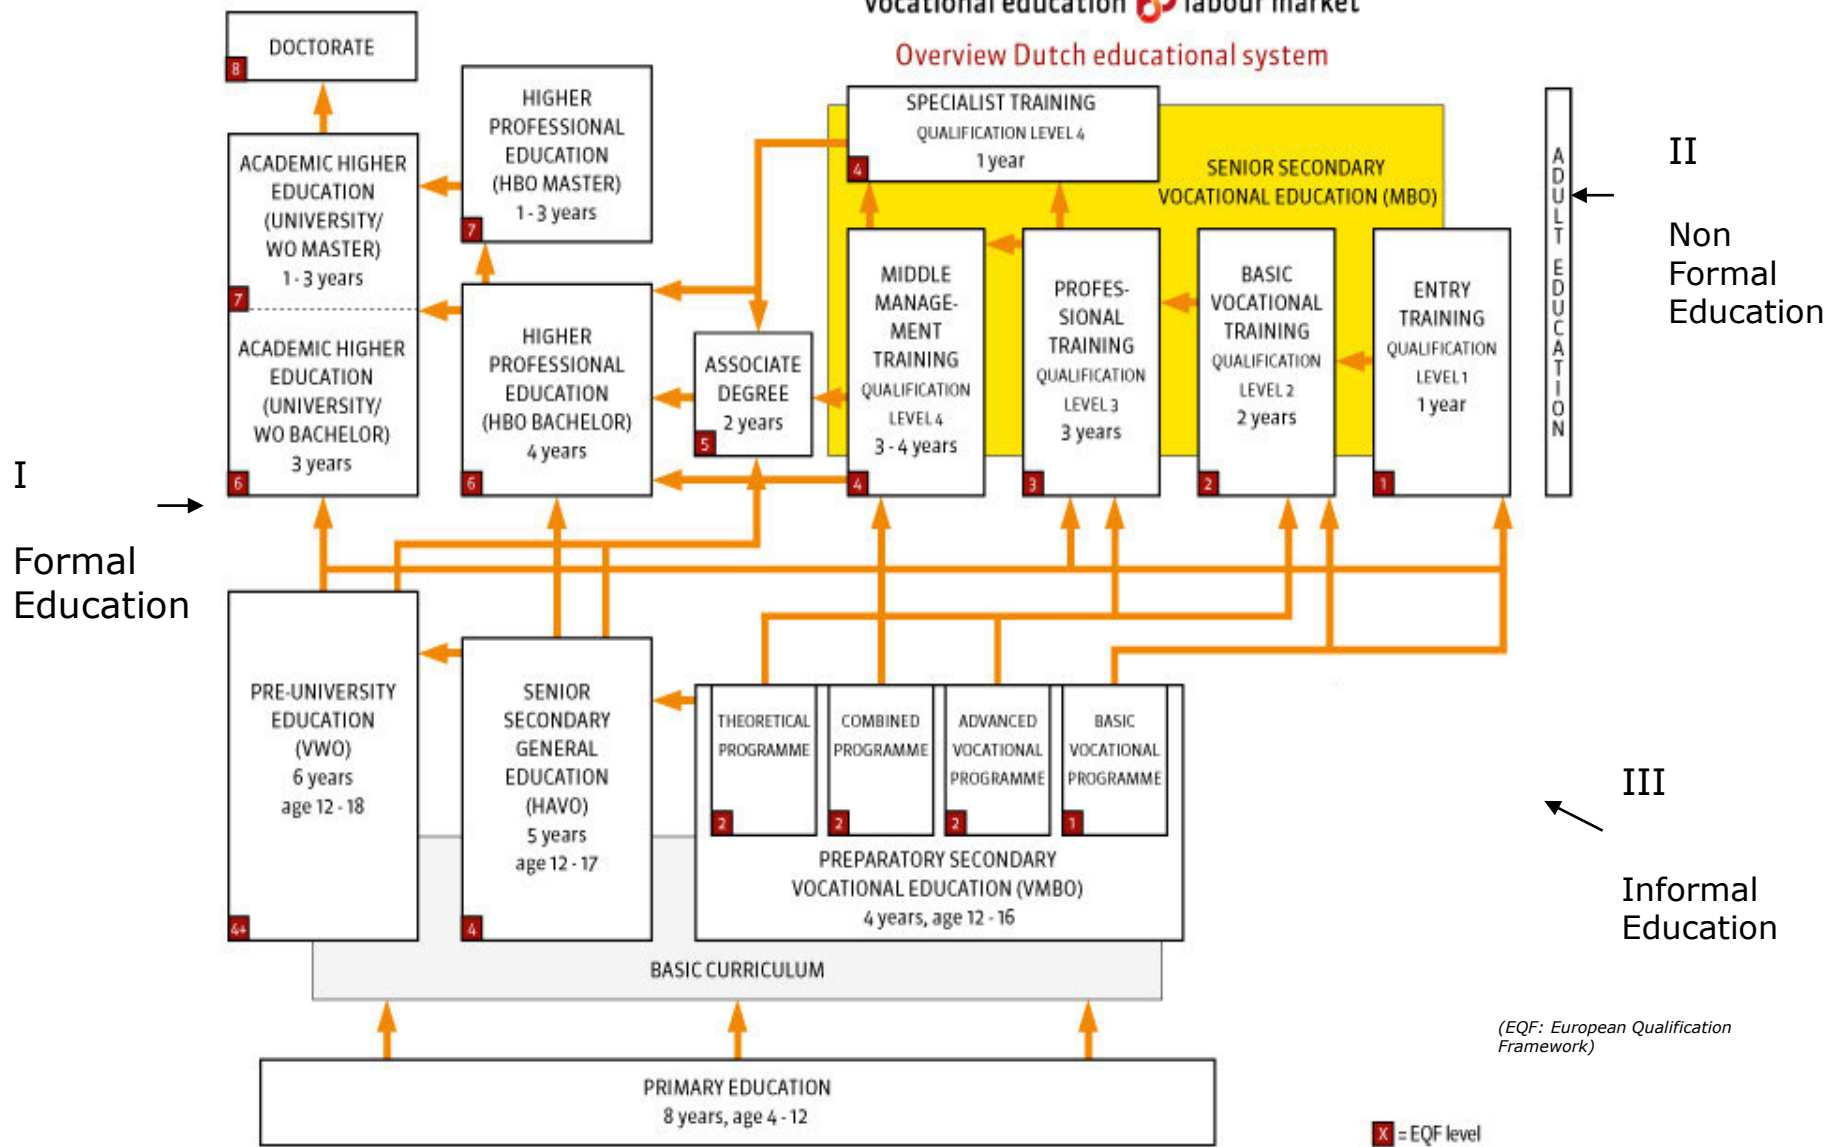 vocational education labour market
Overview Dutch educational system
DOCTORATE
8
HIGHER
PROFESSIONAL
EDUCATION
(HBO MASTER)
1 - 3 years
7
ACADEMIC HIGHER
EDUCATION
(UNIVERSITY/
WO MASTER)
1 - 3 years
7
ACADEMIC HIGHER
EDUCATION
(UNIVERSITY/
WO BACHELOR)
3 years
6
HIGHER
PROFESSIONAL
EDUCATION
(HBO BACHELOR)
4 years
6
ASSOCIATE
DEGREE
2 years
5
SPECIALIST TRAINING
QUALIFICATION LEVEL 4
1 year
4
SENIOR SECONDARY
VOCATIONAL EDUCATION (MBO)
MIDDLE
MANAGE-
MENT
TRAINING
QUALIFICATION
LEVEL 4
3 - 4 years
4
PROFES-
SIONAL
TRAINING
QUALIFICATION
LEVEL 3
3 years
3
BASIC
VOCATIONAL
TRAINING
QUALIFICATION
LEVEL 2
2 years
2
ENTRY
TRAINING
QUALIFICATION
LEVEL 1
1 year
1
ADULT EDUCATION
II
Non
Formal
Education
I
Formal
Education
PRE-UNIVERSITY
EDUCATION
(VWO)
6 years
age 12 - 18
4+
SENIOR
SECONDARY
GENERAL
EDUCATION
(HAVO)
5 years
age 12 - 17
4
THEORETICAL
PROGRAMME
2
COMBINED
PROGRAMME
2
ADVANCED
VOCATIONAL
PROGRAMME
2
BASIC
VOCATIONAL
PROGRAMME
1
PREPARATORY SECONDARY
VOCATIONAL EDUCATION (VMBO)
4 years, age 12 - 16
III
Informal
Education
BASIC CURRICULUM
PRIMARY EDUCATION
8 years, age 4 - 12
(EQF: European Qualification
Framework)
X = EQF level